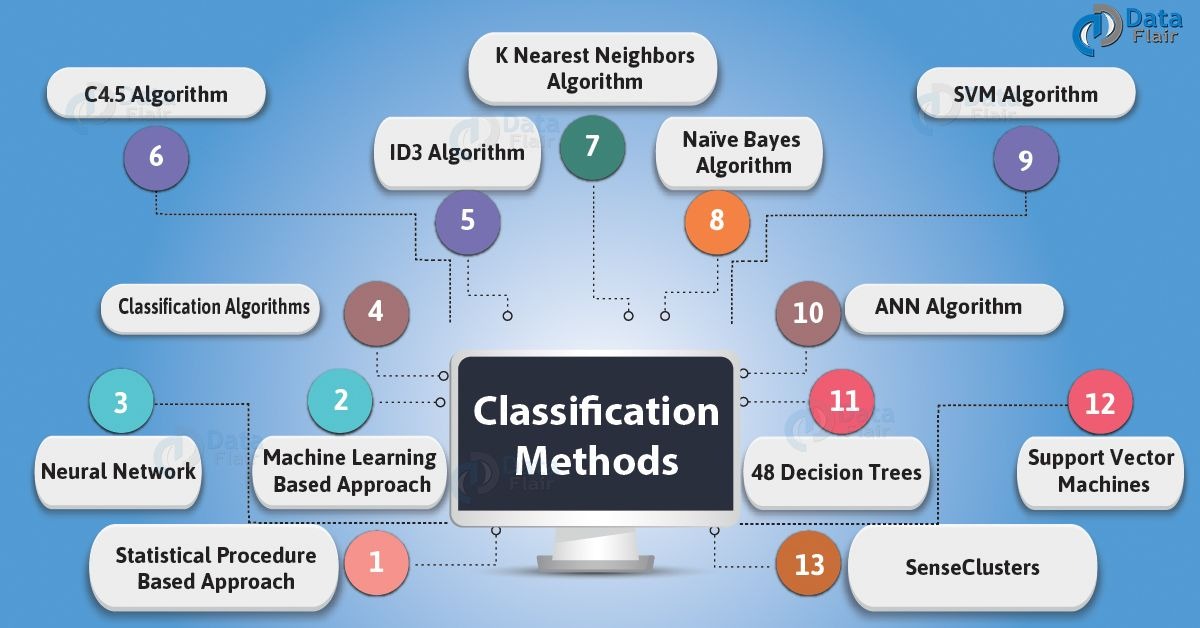 Data
Flair
K Nearest Neighbors
Algorithm
C4.5 Algorithm
SVM Algorithm
6
ID3 Algorithm
7
Naïve Bayes
Algorithm
9
5
8
Classification Algorithms
4
10
ANN Algorithm
3
2
Classification
Methods
11
12
Neural Network
Machine Learning
Based Approach
48 Decision Trees
Support Vector
Machines
Statistical Procedure
Based Approach
1
13
SenseClusters